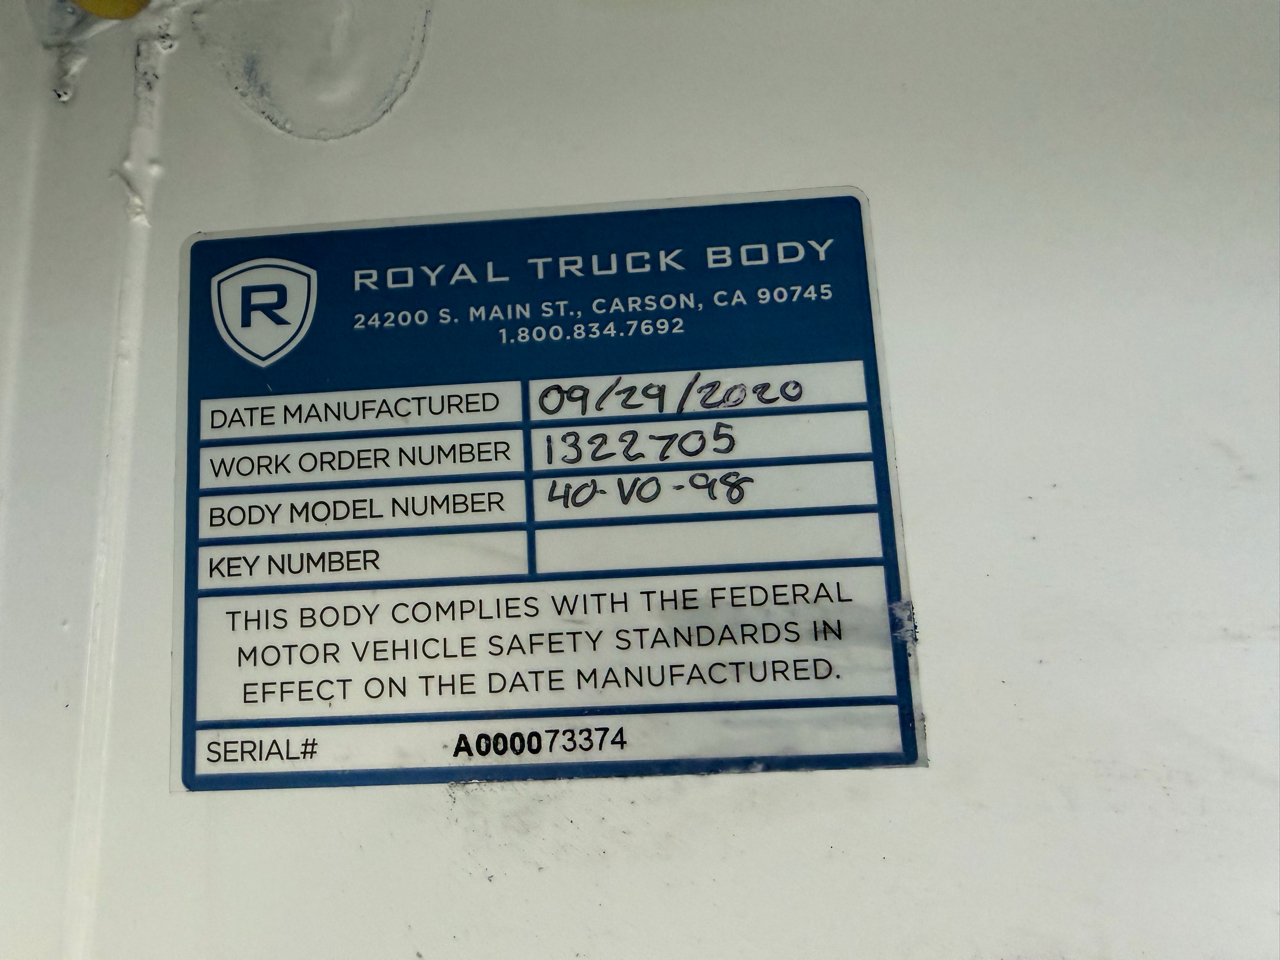 R
ROYAL TRUCK BODY
24200 S. MAIN ST., CARSON, CA 90745
1.800.834.7692
DATE MANUFACTURED 09/29/2020
WORK ORDER NUMBER 1322705
BODY MODEL NUMBER 40-VO-98
KEY NUMBER
THIS BODY COMPLIES WITH THE FEDERAL
MOTOR VEHICLE SAFETY STANDARDS IN
EFFECT ON THE DATE MANUFACTURED.
SERIAL# A000073374